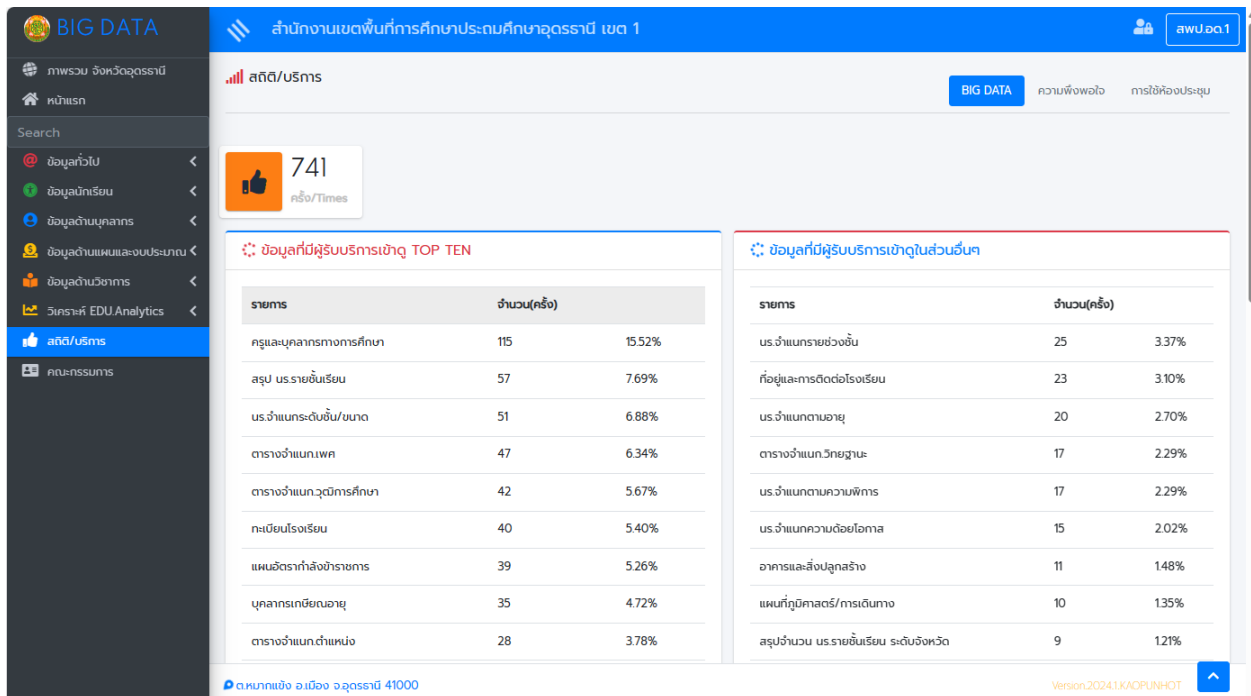 BIG DATA
สำนักงานเขตพื้นที่การศึกษาประถมศึกษาอุดรธานี เขต 1
สพป.อด.1
ภาพรวม จังหวัดอุดรธานี
หน้าแรก
Search
ข้อมูลทั่วไป
ข้อมูลนักเรียน
ข้อมูลด้านบุคลากร
ข้อมูลด้านแผนและงบประมาณ
ข้อมูลด้านวิชาการ
วิเคราะห์ EDU.Analytics
สถิติ/บริการ
คณะกรรมการ
สถิติ/บริการ
BIG DATA ความพึงพอใจ การใช้ห้องประชุม
741
ครั้ง/Times
ข้อมูลที่มีผู้รับบริการเข้าดู TOP TEN
รายการ จำนวน(ครั้ง)
ครูและบุคลากรทางการศึกษา 115 15.52%
สรุป นร.รายชั้นเรียน 57 7.69%
นร.จำแนกระดับชั้น/ขนาด 51 6.88%
ตารางจำแนก.เพศ 47 6.34%
ตารางจำแนก.วุฒิการศึกษา 42 5.67%
ทะเบียนโรงเรียน 40 5.40%
แผนอัตรากำลังข้าราชการ 39 5.26%
บุคลากรเกษียณอายุ 35 4.72%
ตารางจำแนก.ตำแหน่ง 28 3.78%
ข้อมูลที่มีผู้รับบริการเข้าดูในส่วนอื่นๆ
รายการ จำนวน(ครั้ง)
นร.จำแนกรายช่วงชั้น 25 3.37%
ที่อยู่และการติดต่อโรงเรียน 23 3.10%
นร.จำแนกตามอายุ 20 2.70%
ตารางจำแนก.วิทยฐานะ 17 2.29%
นร.จำแนกตามความพิการ 17 2.29%
นร.จำแนกความด้อยโอกาส 15 2.02%
อาคารและสิ่งปลูกสร้าง 11 1.48%
แผนที่ภูมิศาสตร์/การเดินทาง 10 1.35%
สรุปจำนวน นร.รายชั้นเรียน ระดับจังหวัด 9 1.21%
ต.หมากแข้ง อ.เมือง จ.อุดรธานี 41000
Version.2024.1.KAOPUNHOT